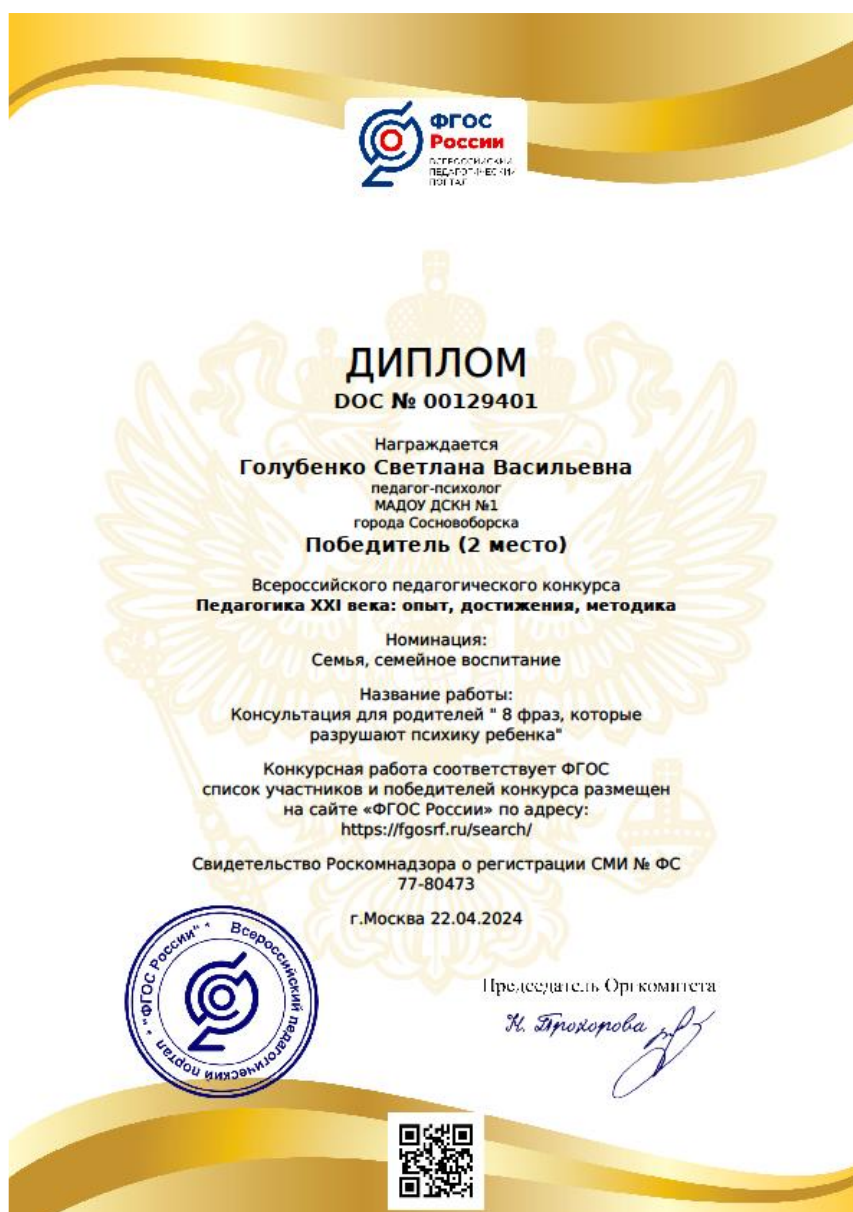 ФГОС
России
ВСЕРОССИЙСКИЙ
ПЕДАГОГИЧЕСКИЙ
ПОРТАЛ
ДИПЛОМ
DOC № 00129401
Награждается
Голубенко Светлана Васильевна
педагог-психолог
МАДОУ ДСКН №1
города Сосновоборска
Победитель (2 место)
Всероссийского педагогического конкурса
Педагогика XXI века: опыт, достижения, методика
Номинация:
Семья, семейное воспитание
Название работы:
Консультация для родителей " 8 фраз, которые
разрушают психику ребенка"
Конкурсная работа соответствует ФГОС
список участников и победителей конкурса размещен
на сайте «ФГОС России» по адресу:
https://fgosrf.ru/search/
Свидетельство Роскомнадзора о регистрации СМИ № ФС
77-80473
г.Москва 22.04.2024
Всероссийский педагогический портал * "ФГОС России" *
Председатель Оргкомитета
Н. Прохорова